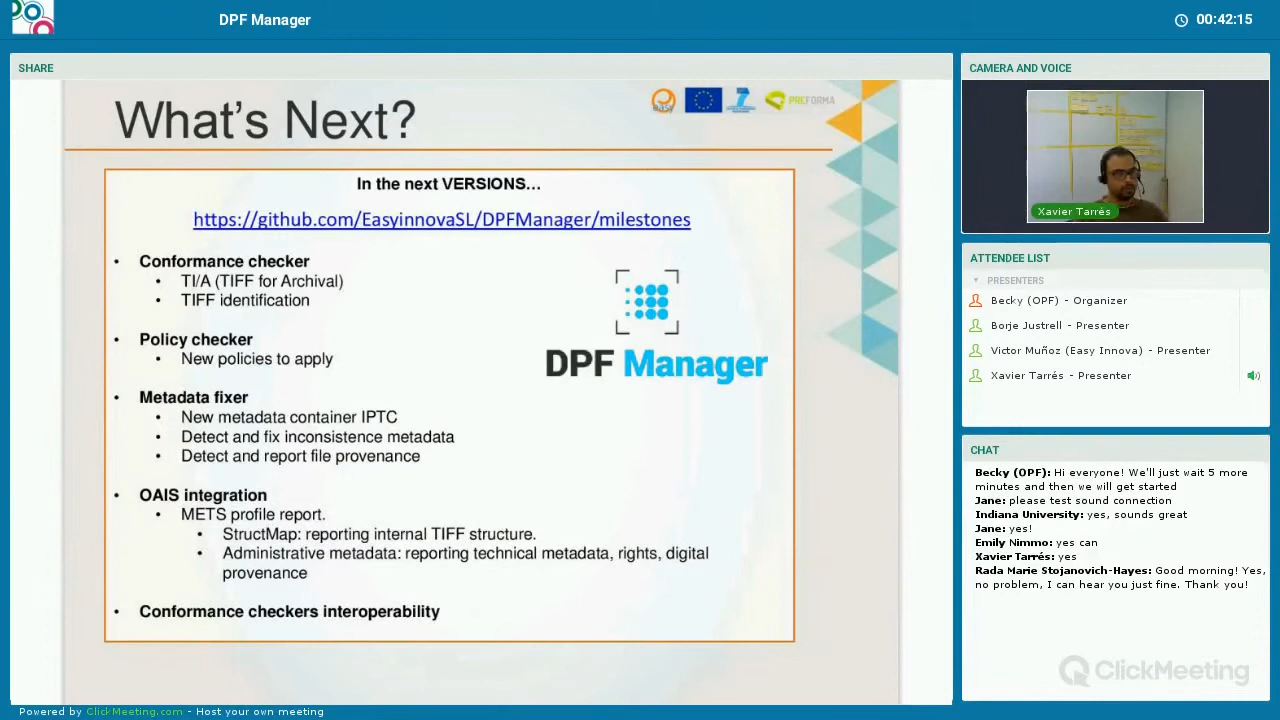 DPF Manager
00:42:15
SHARE
What's Next?
PREFORMA
In the next VERSIONS...
https://github.com/EasyinnovaSL/DPFManager/milestones
• Conformance checker
• TI/A (TIFF for Archival)
• TIFF identification
• Policy checker
• New policies to apply
• Metadata fixer
• New metadata container IPTC
• Detect and fix inconsistence metadata
• Detect and report file provenance
• OAIS integration
• METS profile report.
• StructMap: reporting internal TIFF structure.
• Administrative metadata: reporting technical metadata, rights, digital
provenance
• Conformance checkers interoperability
DPF Manager
CAMERA AND VOICE
Xavier Tarrés
ATTENDEE LIST
PRESENTERS
Becky (OPF) - Organizer
Borje Justrell - Presenter
Victor Muñoz (Easy Innova) - Presenter
Xavier Tarrés - Presenter
CHAT
Becky (OPF): Hi everyone! We'll just wait 5 more
minutes and then we will get started
Jane: please test sound connection
Indiana University: yes, sounds great
Jane: yes!
Emily Nimmo: yes can
Xavier Tarrés: yes
Rada Marie Stojanovich-Hayes: Good morning! Yes,
no problem, I can hear you just fine. Thank you!
ClickMeeting
Powered by ClickMeeting.com - Host your own meeting